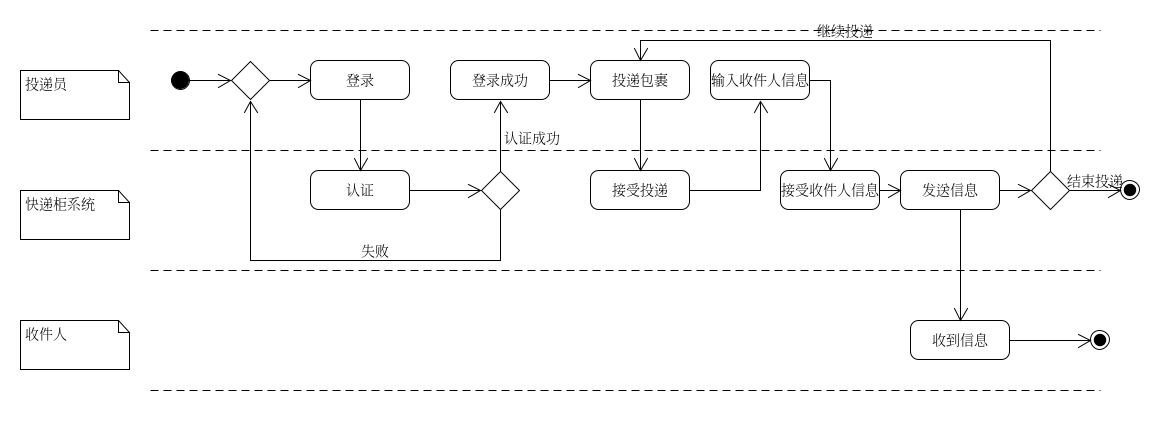 继续投递
投递员
登录
登录成功
投递包裹
输入收件人信息
认证成功
快递柜系统
认证
接受投递
接受收件人信息
发送信息
结束投递
失败
收件人
收到信息